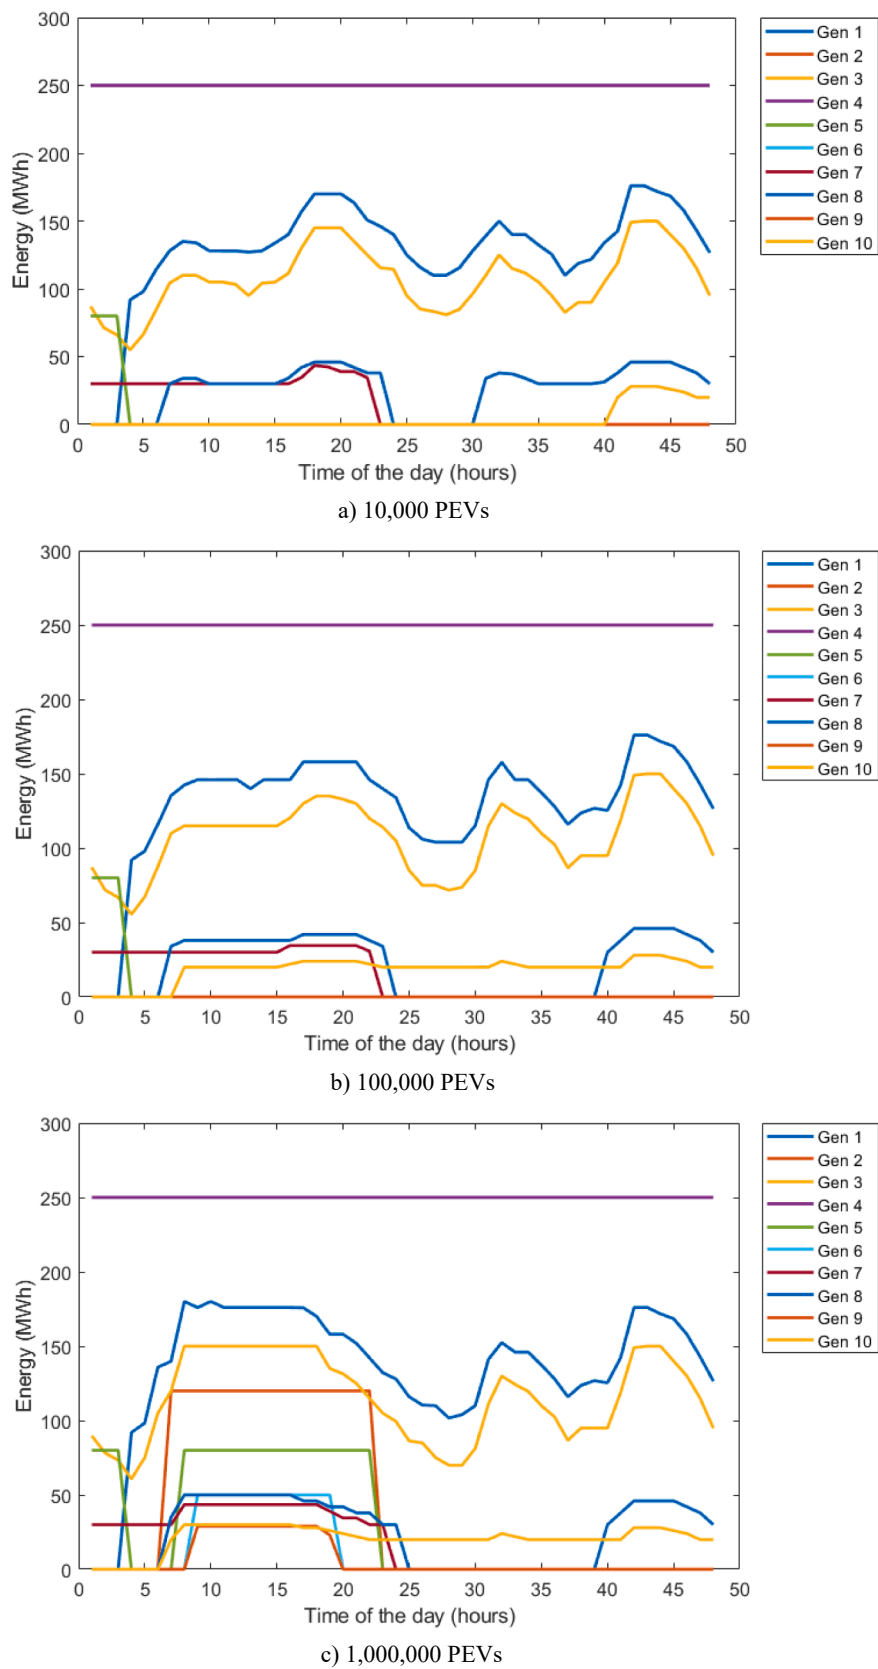 300
250
200
150
100
50
0
Energy (MWh)
0 5 10 15 20 25 30 35 40 45 50
Time of the day (hours)
Gen 1
Gen 2
Gen 3
Gen 4
Gen 5
Gen 6
Gen 7
Gen 8
Gen 9
Gen 10
a) 10,000 PEVs
300
250
200
150
100
50
0
Energy (MWh)
0 5 10 15 20 25 30 35 40 45 50
Time of the day (hours)
Gen 1
Gen 2
Gen 3
Gen 4
Gen 5
Gen 6
Gen 7
Gen 8
Gen 9
Gen 10
b) 100,000 PEVs
300
250
200
150
100
50
0
Energy (MWh)
0 5 10 15 20 25 30 35 40 45 50
Time of the day (hours)
Gen 1
Gen 2
Gen 3
Gen 4
Gen 5
Gen 6
Gen 7
Gen 8
Gen 9
Gen 10
c) 1,000,000 PEVs